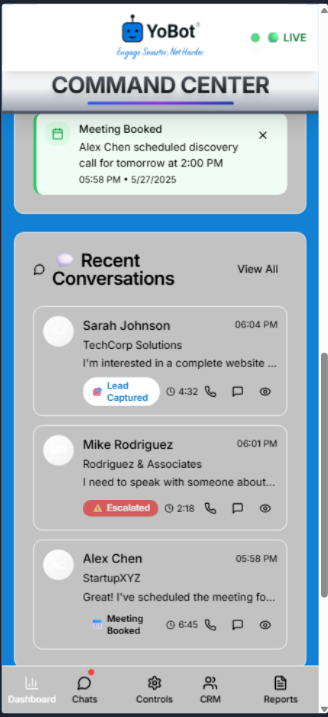 YoBot®
Engage Smarter, Not Harder
LIVE
COMMAND CENTER
Meeting Booked
Alex Chen scheduled discovery
call for tomorrow at 2:00 PM
05:58 PM • 5/27/2025
Recent
Conversations
View All
Sarah Johnson
06:04 PM
TechCorp Solutions
I'm interested in a complete website ...
Lead
Captured
4:32
Mike Rodriguez
06:01 PM
Rodriguez & Associates
I need to speak with someone about...
Escalated
2:18
Alex Chen
05:58 PM
StartupXYZ
Great! I've scheduled the meeting fo...
Meeting
Booked
6:45
Dashboard
Chats
Controls
CRM
Reports